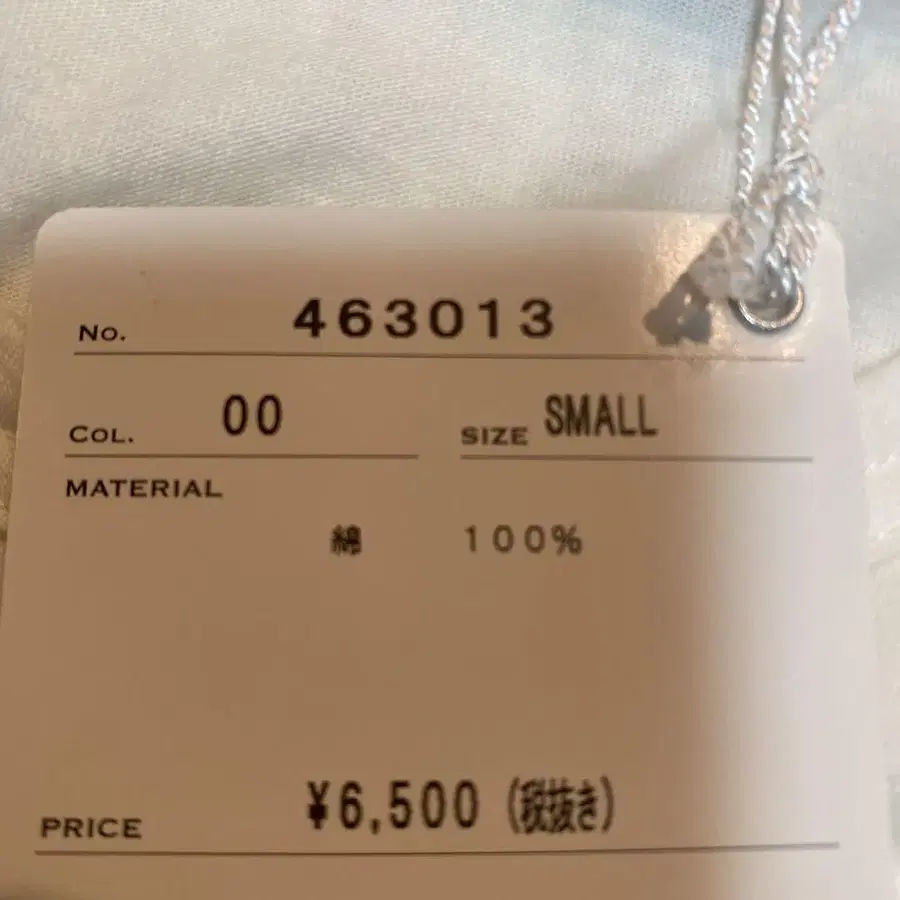 No. 463013
COL. 00 SIZE SMALL
MATERIAL
綿 100%
PRICE ¥6,500 (税抜き)